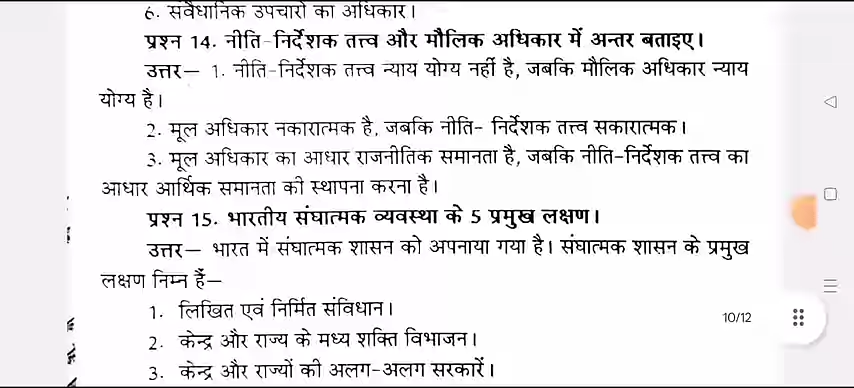 6. संवैधानिक उपचारो का अधिकार।
प्रश्न 14. नीति-निर्देशक तत्त्व और मौलिक अधिकार में अन्तर बताइए।
उत्तर— 1. नीति-निर्देशक तत्त्व न्याय योग्य नहीं है, जबकि मौलिक अधिकार न्याय
योग्य है।
2. मूल अधिकार नकारात्मक है, जबकि नीति- निर्देशक तत्त्व सकारात्मक।
3. मूल अधिकार का आधार राजनीतिक समानता है, जबकि नीति-निर्देशक तत्त्व का
आधार आर्थिक समानता की स्थापना करना है।
प्रश्न 15. भारतीय संघात्मक व्यवस्था के 5 प्रमुख लक्षण।
उत्तर— भारत में संघात्मक शासन को अपनाया गया है। संघात्मक शासन के प्रमुख
लक्षण निम्न हैं—
1. लिखित एवं निर्मित संविधान।
10/12
2. केन्द्र और राज्य के मध्य शक्ति विभाजन।
3. केन्द्र और राज्यों की अलग-अलग सरकारें।